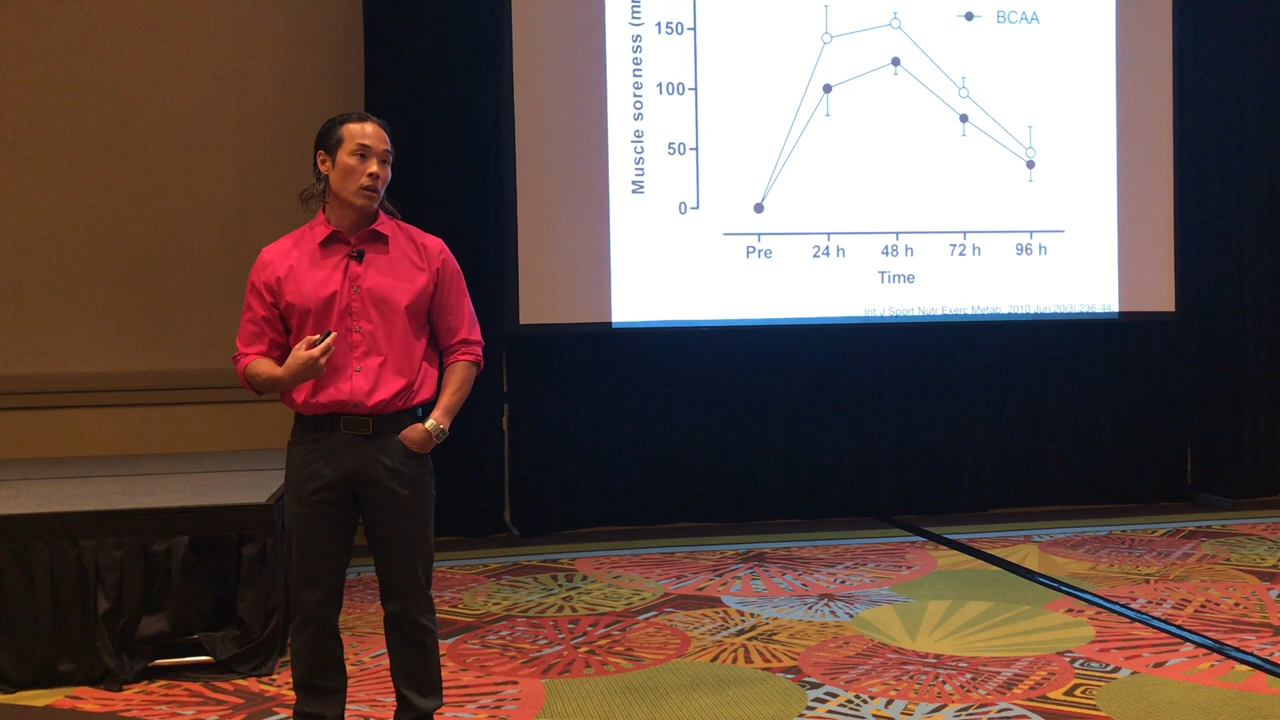 BCAA
Muscle soreness (mm
150
100
50
0
Pre 24 h 48 h 72 h 96 h
Time
Int J Sport Nutr Exerc Metab. 2010 Jun;20(3):236-44